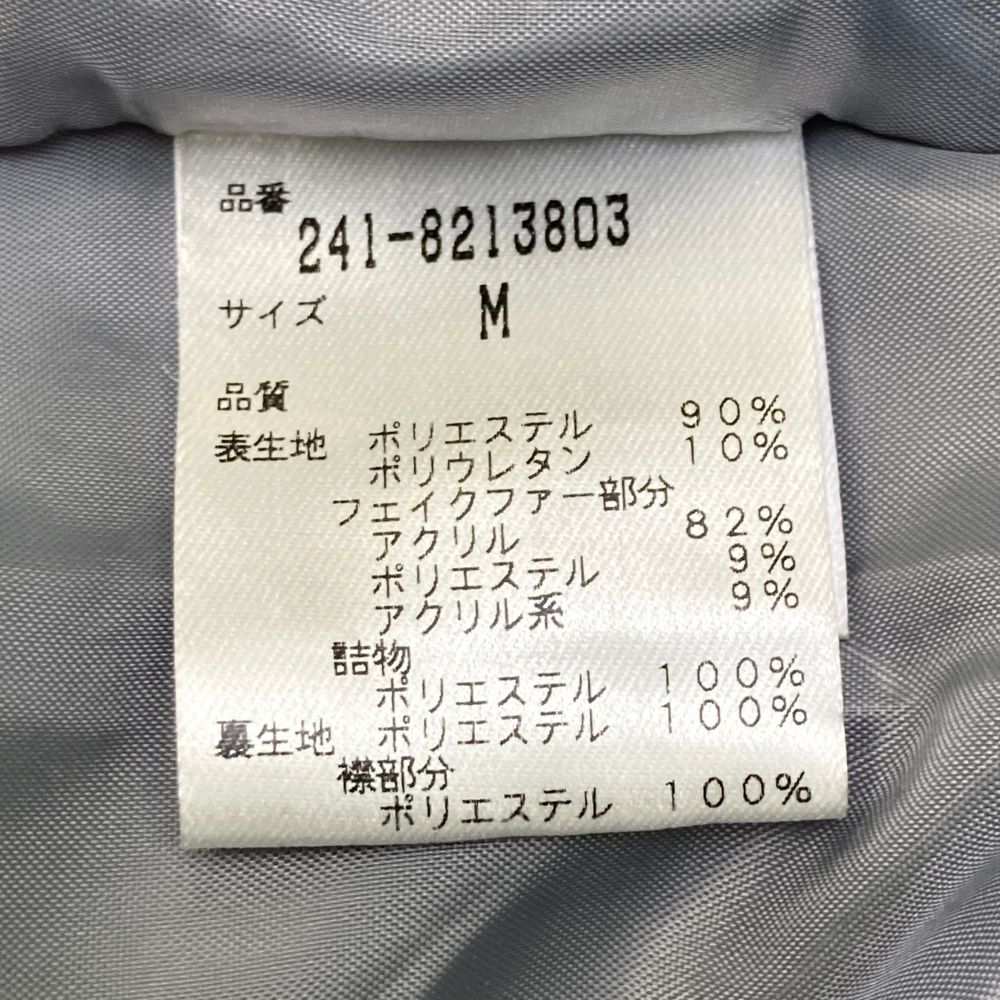 品番
241-8213803
サイズ M
品質
表生地 ポリエステル 90%
ポリウレタン 10%
フェイクファー部分
アクリル 82%
ポリエステル 9%
アクリル系 9%
詰物
ポリエステル 100%
裏生地 ポリエステル 100%
襟部分
ポリエステル 100%